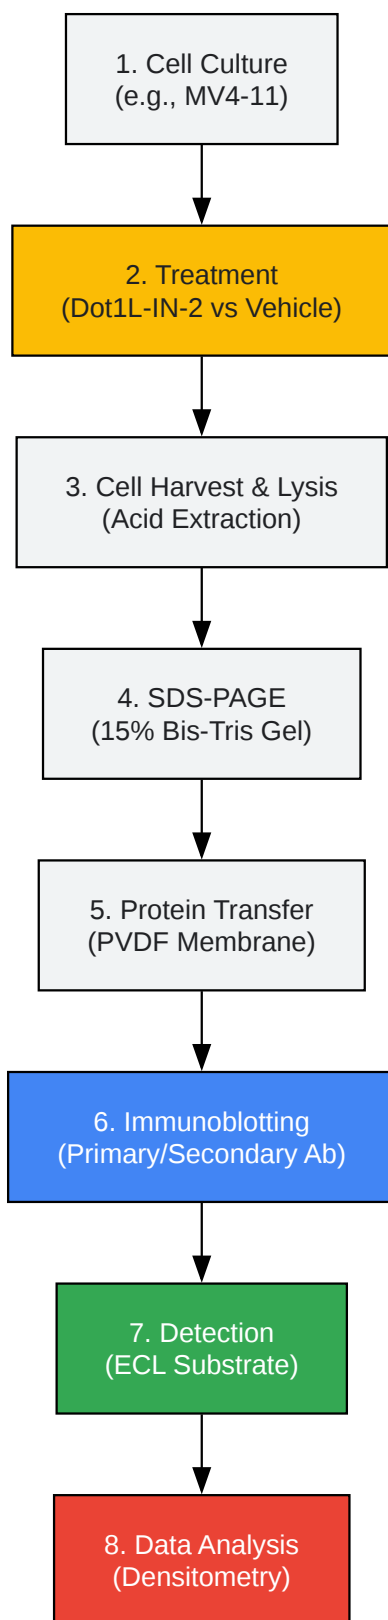 1. Cell Culture
(e.g., MV4-11)
2. Treatment
(Dot1L-IN-2 vs Vehicle)
3. Cell Harvest & Lysis
(Acid Extraction)
4. SDS-PAGE
(15% Bis-Tris Gel)
5. Protein Transfer
(PVDF Membrane)
6. Immunoblotting
(Primary/Secondary Ab)
7. Detection
(ECL Substrate)
8. Data Analysis
(Densitometry)